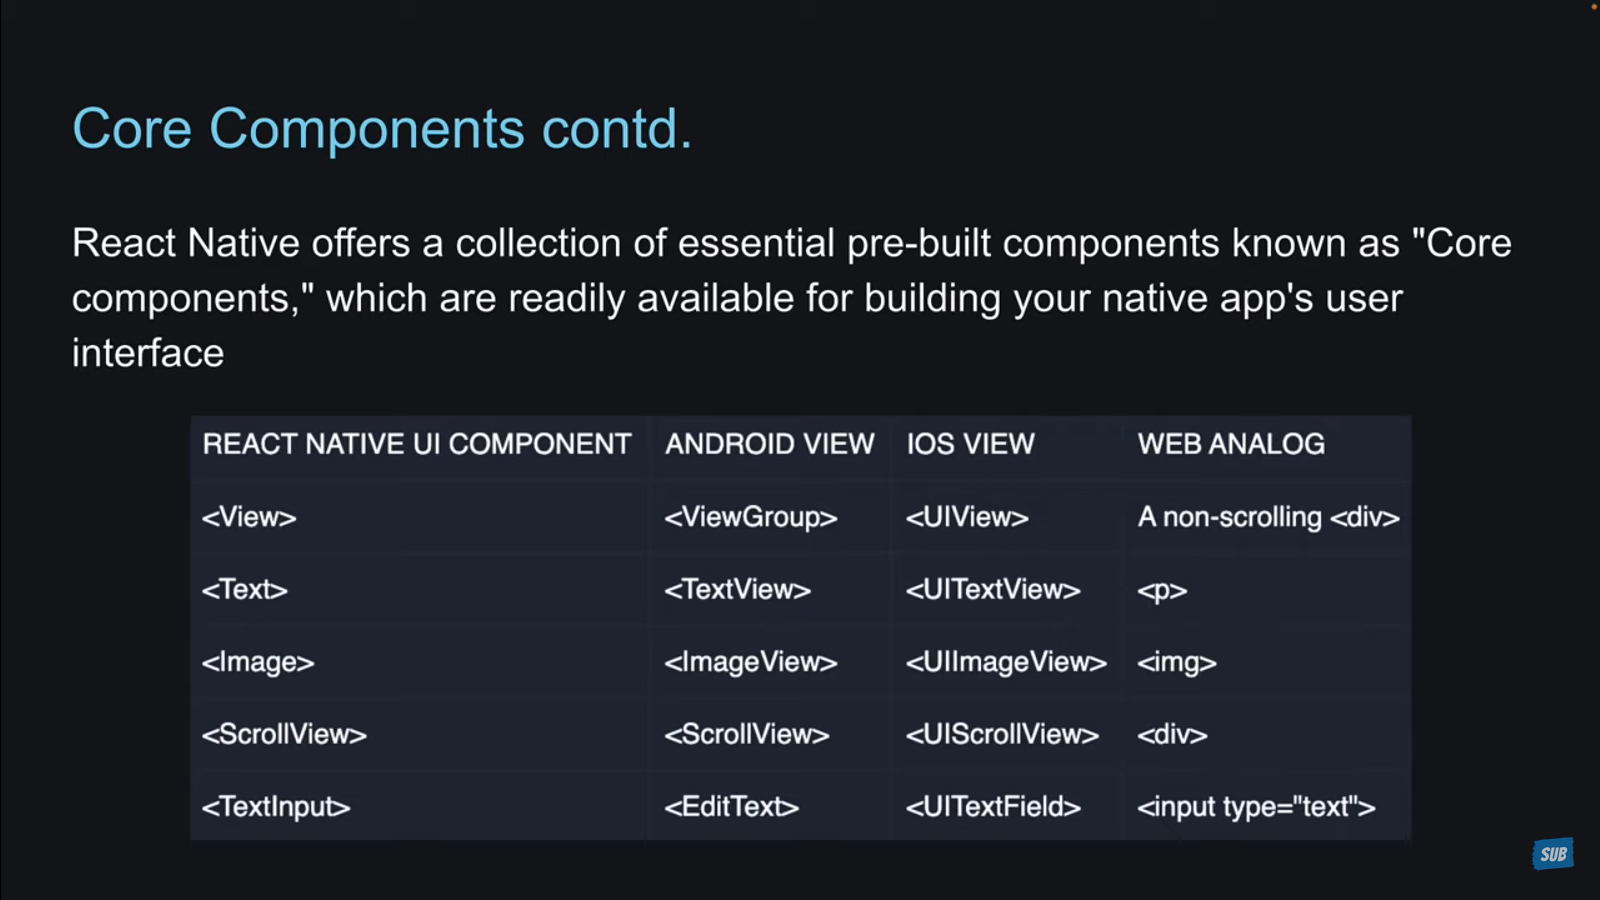 Core Components contd.
React Native offers a collection of essential pre-built components known as "Core
components," which are readily available for building your native app's user
interface
REACT NATIVE UI COMPONENT ANDROID VIEW IOS VIEW WEB ANALOG
<View> <ViewGroup> <UIView> A non-scrolling <div>
<Text> <TextView> <UITextView> <p>
<Image> <ImageView> <UIImageView> <img>
<ScrollView> <ScrollView> <UIScrollView> <div>
<TextInput> <EditText> <UITextField> <input type="text">
SUB